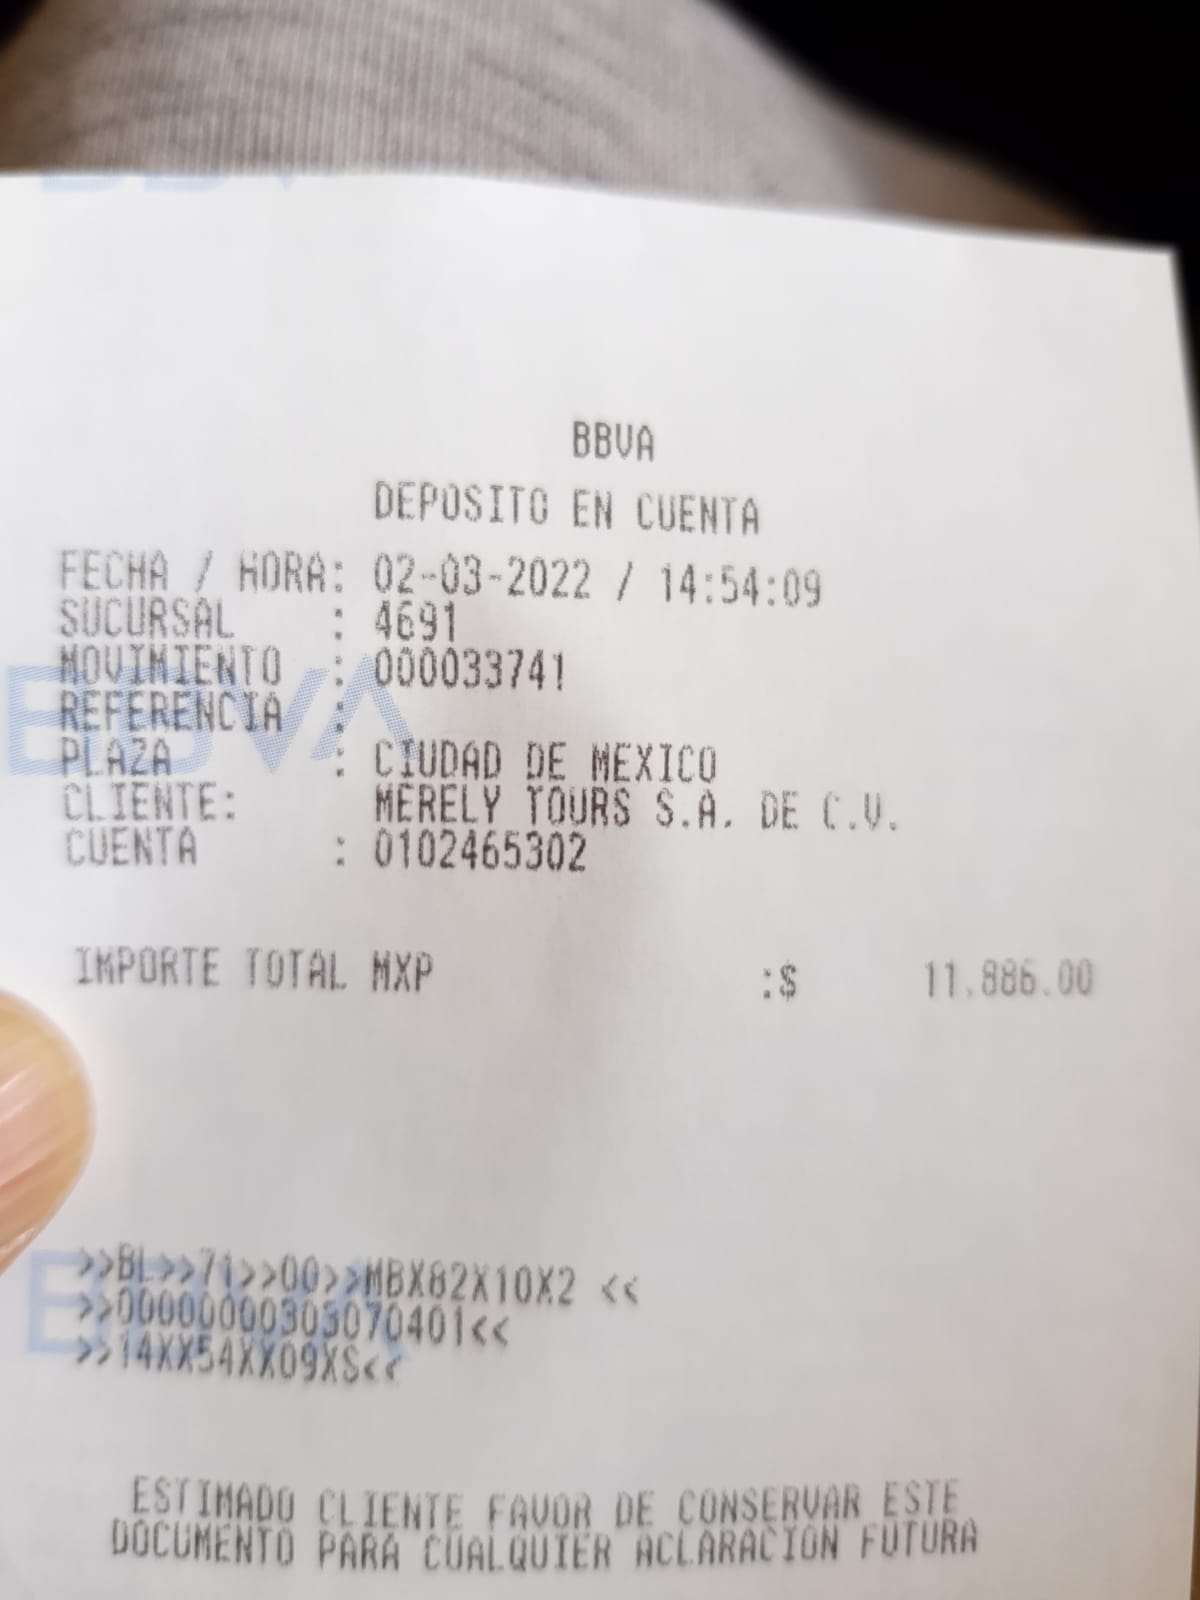 BBVA
DEPOSITO EN CUENTA
FECHA / HORA: 02-03-2022 / 14:54:09
SUCURSAL : 4691
MOVIMIENTO : 000033741
REFERENCIA :
PLAZA : CIUDAD DE MEXICO
CLIENTE: MERELY TOURS S.A. DE C.V.
CUENTA : 0102465302
IMPORTE TOTAL MXP :$ 11,886.00
>>BL>>71>>00>>MBX82X10X2 <<
>>00000000303070401<<
>>14XX54XX09XS<<
ESTIMADO CLIENTE FAVOR DE CONSERVAR ESTE
DOCUMENTO PARA CUALQUIER ACLARACION FUTURA